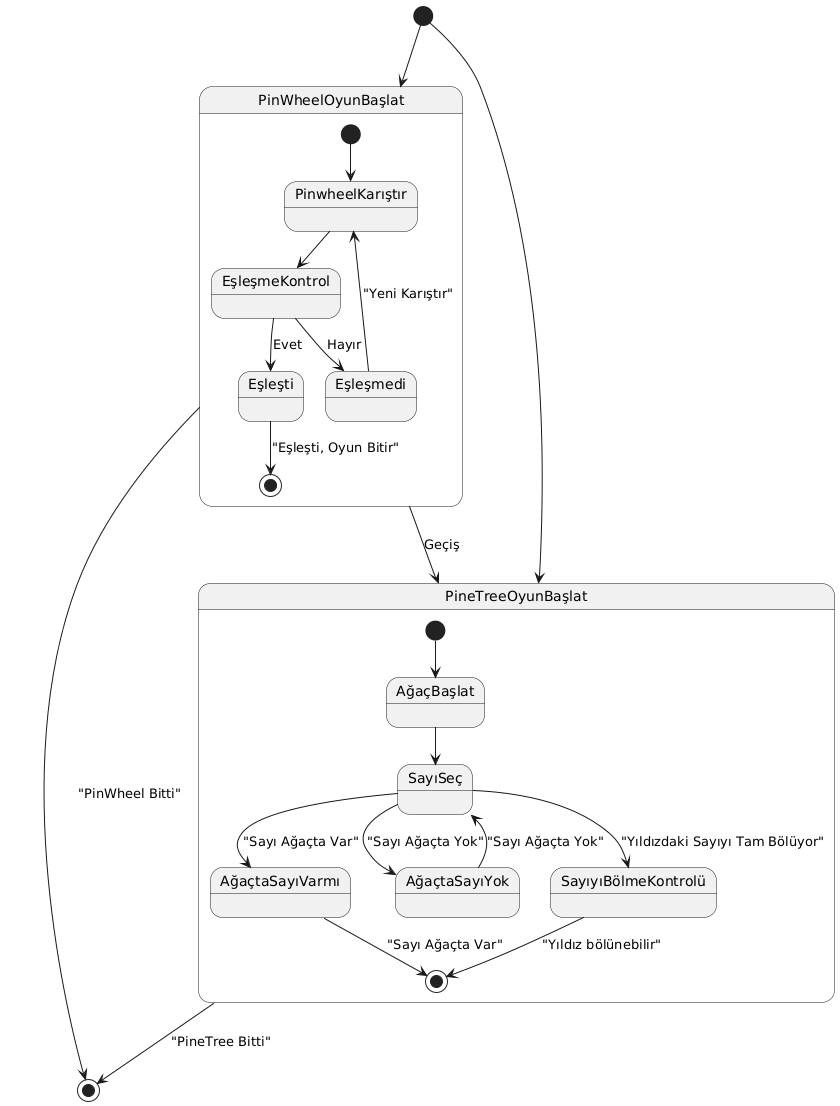 PinWheelOyunBaşlat
PinwheelKarıştır
EşleşmeKontrol
"Yeni Karıştır"
Evet
Hayır
Eşleşti
Eşleşmedi
"Eşleşti, Oyun Bitir"
Geçiş
PineTreeOyunBaşlat
AğaçBaşlat
SayıSeç
"PinWheel Bitti"
"Sayı Ağaçta Var"
"Sayı Ağaçta Yok"
"Sayı Ağaçta Yok"
"Yıldızdaki Sayıyı Tam Bölüyor"
AğaçtaSayıVarmı
AğaçtaSayıYok
SayıyıBölmeKontrolü
"Sayı Ağaçta Var"
"Yıldız bölünebilir"
"PineTree Bitti"